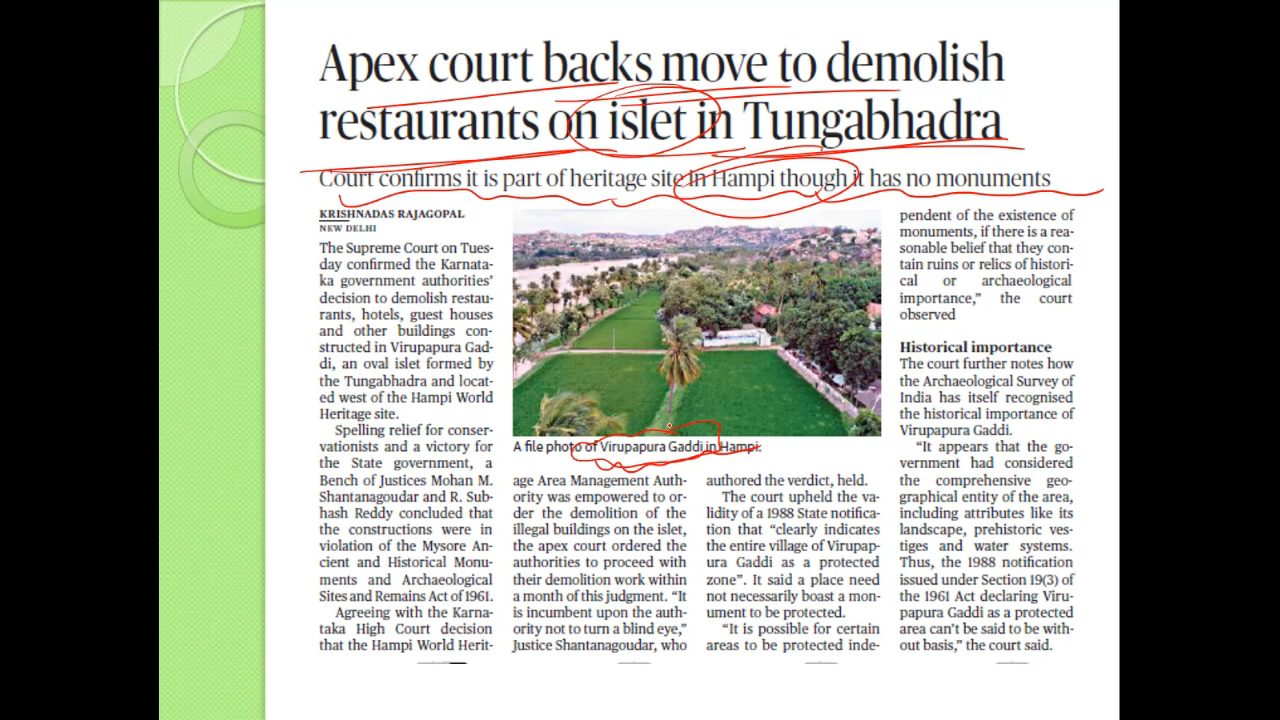 Apex court backs move to demolish
restaurants on islet in Tungabhadra
Court confirms it is part of heritage site in Hampi though it has no monuments
KRISHNADAS RAJAGOPAL
NEW DELHI
The Supreme Court on Tues-
day confirmed the Karnata-
ka government authorities’
decision to demolish restau-
rants, hotels, guest houses
and other buildings con-
structed in Virupapura Gad-
di, an oval islet formed by
the Tungabhadra and locat-
ed west of the Hampi World
Heritage site.
Spelling relief for conser-
vationists and a victory for
the State government, a
Bench of Justices Mohan M.
Shantanagoudar and R. Sub-
hash Reddy concluded that
the constructions were in
violation of the Mysore An-
cient and Historical Monu-
ments and Archaeological
Sites and Remains Act of 1961.
Agreeing with the Karna-
taka High Court decision
that the Hampi World Herit-
A file photo of Virupapura Gaddi in Hampi.
age Area Management Auth-
ority was empowered to or-
der the demolition of the
illegal buildings on the islet,
the apex court ordered the
authorities to proceed with
their demolition work within
a month of this judgment. “It
is incumbent upon the auth-
ority not to turn a blind eye,”
Justice Shantanagoudar, who
authored the verdict, held.
The court upheld the va-
lidity of a 1988 State notifica-
tion that “clearly indicates
the entire village of Virupap-
ura Gaddi as a protected
zone”. It said a place need
not necessarily boast a mon-
ument to be protected.
“It is possible for certain
areas to be protected inde-
pendent of the existence of
monuments, if there is a rea-
sonable belief that they con-
tain ruins or relics of histori-
cal or archaeological
importance,” the court
observed
Historical importance
The court further notes how
the Archaeological Survey of
India has itself recognised
the historical importance of
Virupapura Gaddi.
“It appears that the go-
vernment had considered
the comprehensive geo-
graphical entity of the area,
including attributes like its
landscape, prehistoric ves-
tiges and water systems.
Thus, the 1988 notification
issued under Section 19(3) of
the 1961 Act declaring Viru-
papura Gaddi as a protected
area can’t be said to be with-
out basis,” the court said.